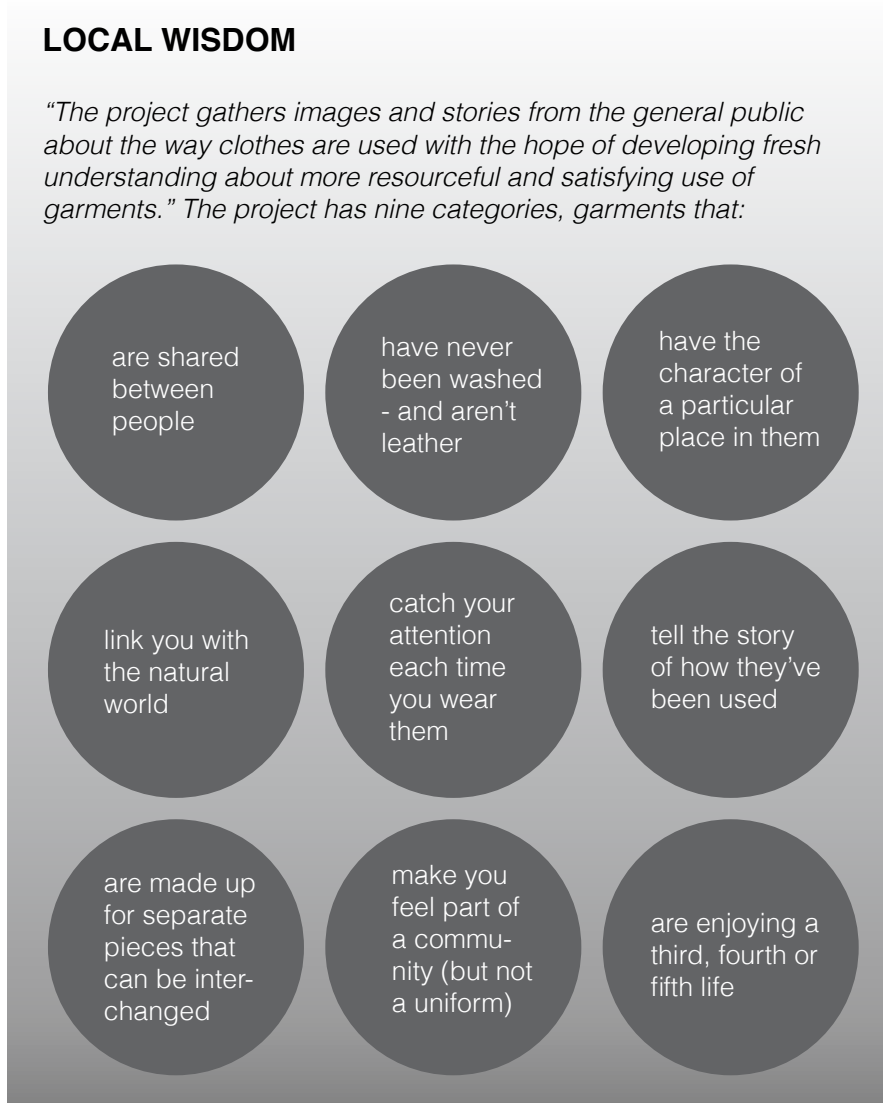 LOCAL WISDOM
“The project gathers images and stories from the general public
about the way clothes are used with the hope of developing fresh
understanding about more resourceful and satisfying use of
garments.” The project has nine categories, garments that:
are shared
between
people
have never
been washed
- and aren’t
leather
have the
character of
a particular
place in them
link you with
the natural
world
catch your
attention
each time
you wear
them
tell the story
of how they’ve
been used
are made up
for separate
pieces that
can be inter-
changed
make you
feel part of
a commu-
nity (but not
a uniform)
are enjoying a
third, fourth or
fifth life